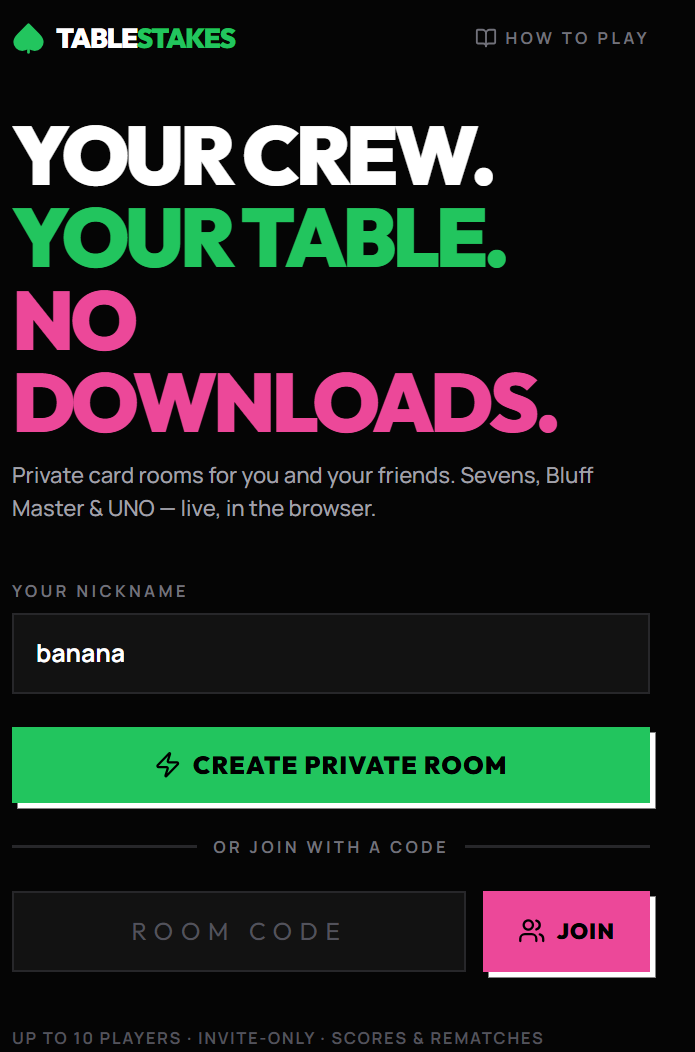 TABLESTAKES
HOW TO PLAY
YOUR CREW.
YOUR TABLE.
NO
DOWNLOADS.
Private card rooms for you and your friends. Sevens, Bluff
Master & UNO — live, in the browser.
YOUR NICKNAME
banana
CREATE PRIVATE ROOM
OR JOIN WITH A CODE
ROOM CODE
JOIN
UP TO 10 PLAYERS · INVITE-ONLY · SCORES & REMATCHES